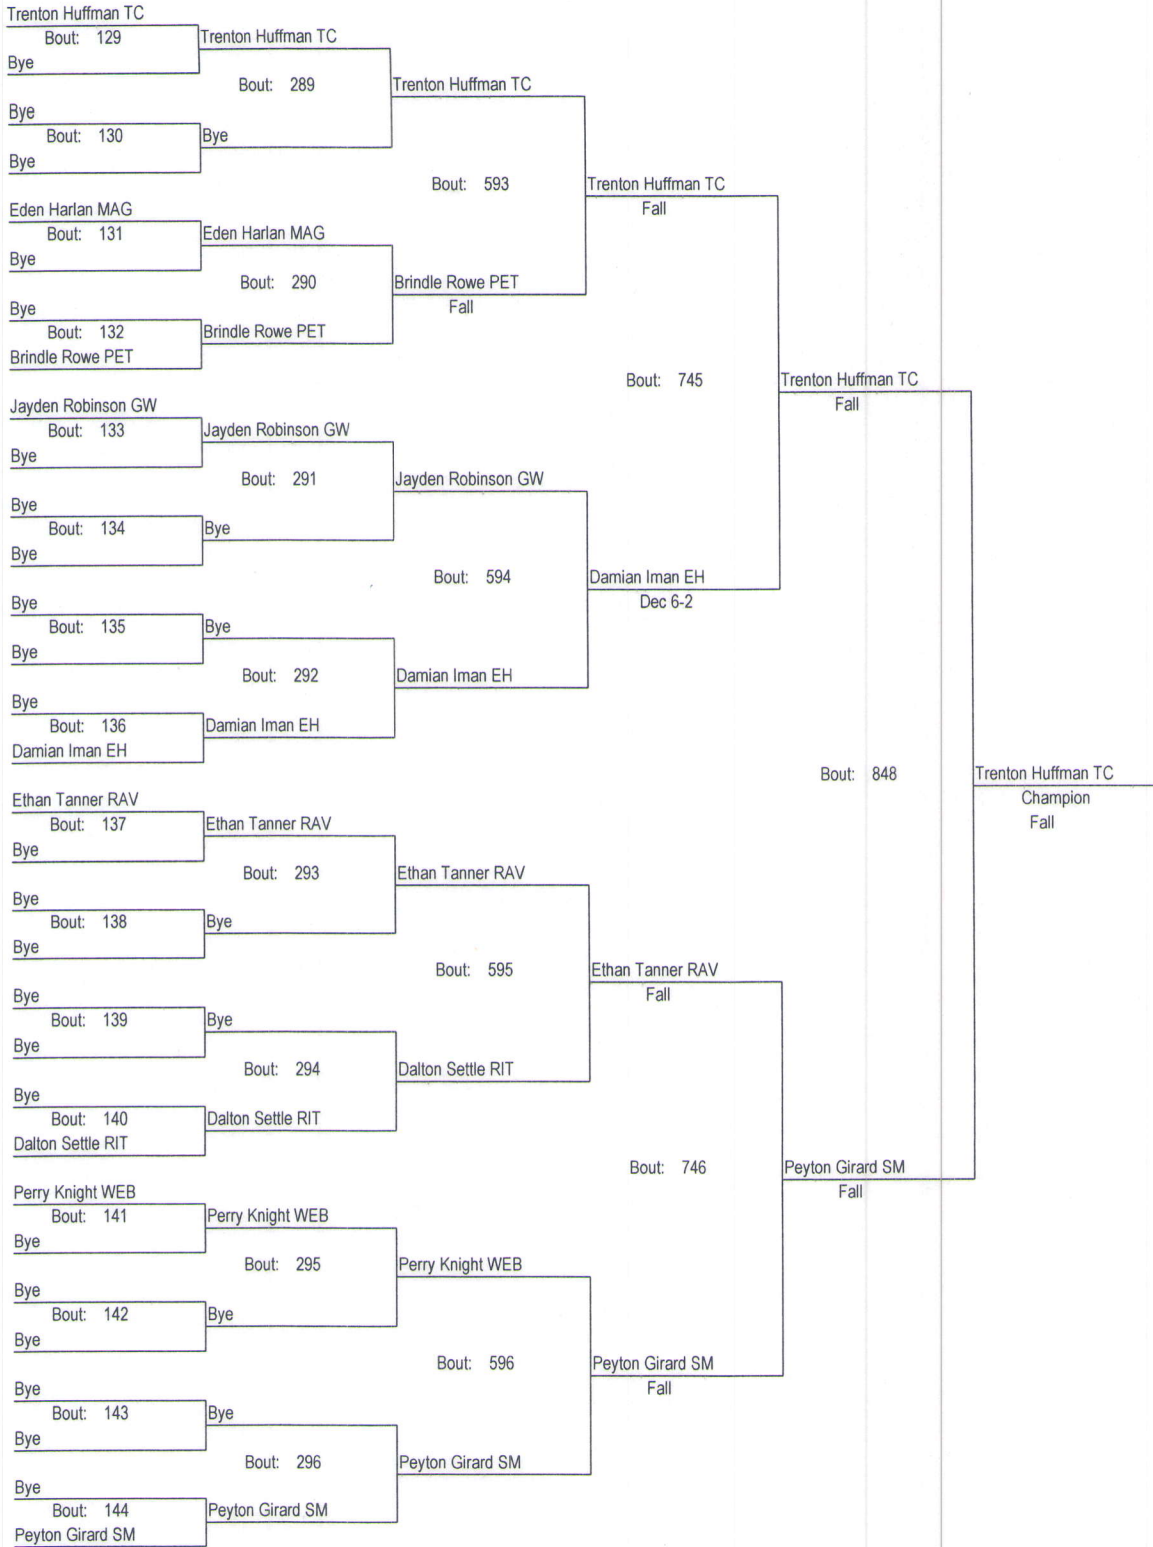 Trenton Huffman TC
Bout: 129
Trenton Huffman TC
Bye
Bout: 289
Trenton Huffman TC
Bye
Bout: 130
Bye
Bye
Bout: 593
Trenton Huffman TC
Fall
Eden Harlan MAG
Bout: 131
Eden Harlan MAG
Bye
Bout: 290
Brindle Rowe PET
Fall
Bye
Bout: 132
Brindle Rowe PET
Brindle Rowe PET
Bout: 745
Trenton Huffman TC
Fall
Jayden Robinson GW
Bout: 133
Jayden Robinson GW
Bye
Bout: 291
Jayden Robinson GW
Bye
Bout: 134
Bye
Bye
Bout: 594
Damian Iman EH
Dec 6-2
Bye
Bout: 135
Bye
Bye
Bout: 292
Damian Iman EH
Bye
Bout: 136
Damian Iman EH
Damian Iman EH
Bout: 848
Trenton Huffman TC
Champion
Fall
Ethan Tanner RAV
Bout: 137
Ethan Tanner RAV
Bye
Bout: 293
Ethan Tanner RAV
Bye
Bout: 138
Bye
Bye
Bout: 595
Ethan Tanner RAV
Fall
Bye
Bout: 139
Bye
Bye
Bout: 294
Dalton Settle RIT
Bye
Bout: 140
Dalton Settle RIT
Dalton Settle RIT
Bout: 746
Peyton Girard SM
Fall
Perry Knight WEB
Bout: 141
Perry Knight WEB
Bye
Bout: 295
Perry Knight WEB
Bye
Bout: 142
Bye
Bye
Bout: 596
Peyton Girard SM
Fall
Bye
Bout: 143
Bye
Bye
Bout: 296
Peyton Girard SM
Bye
Bout: 144
Peyton Girard SM
Peyton Girard SM